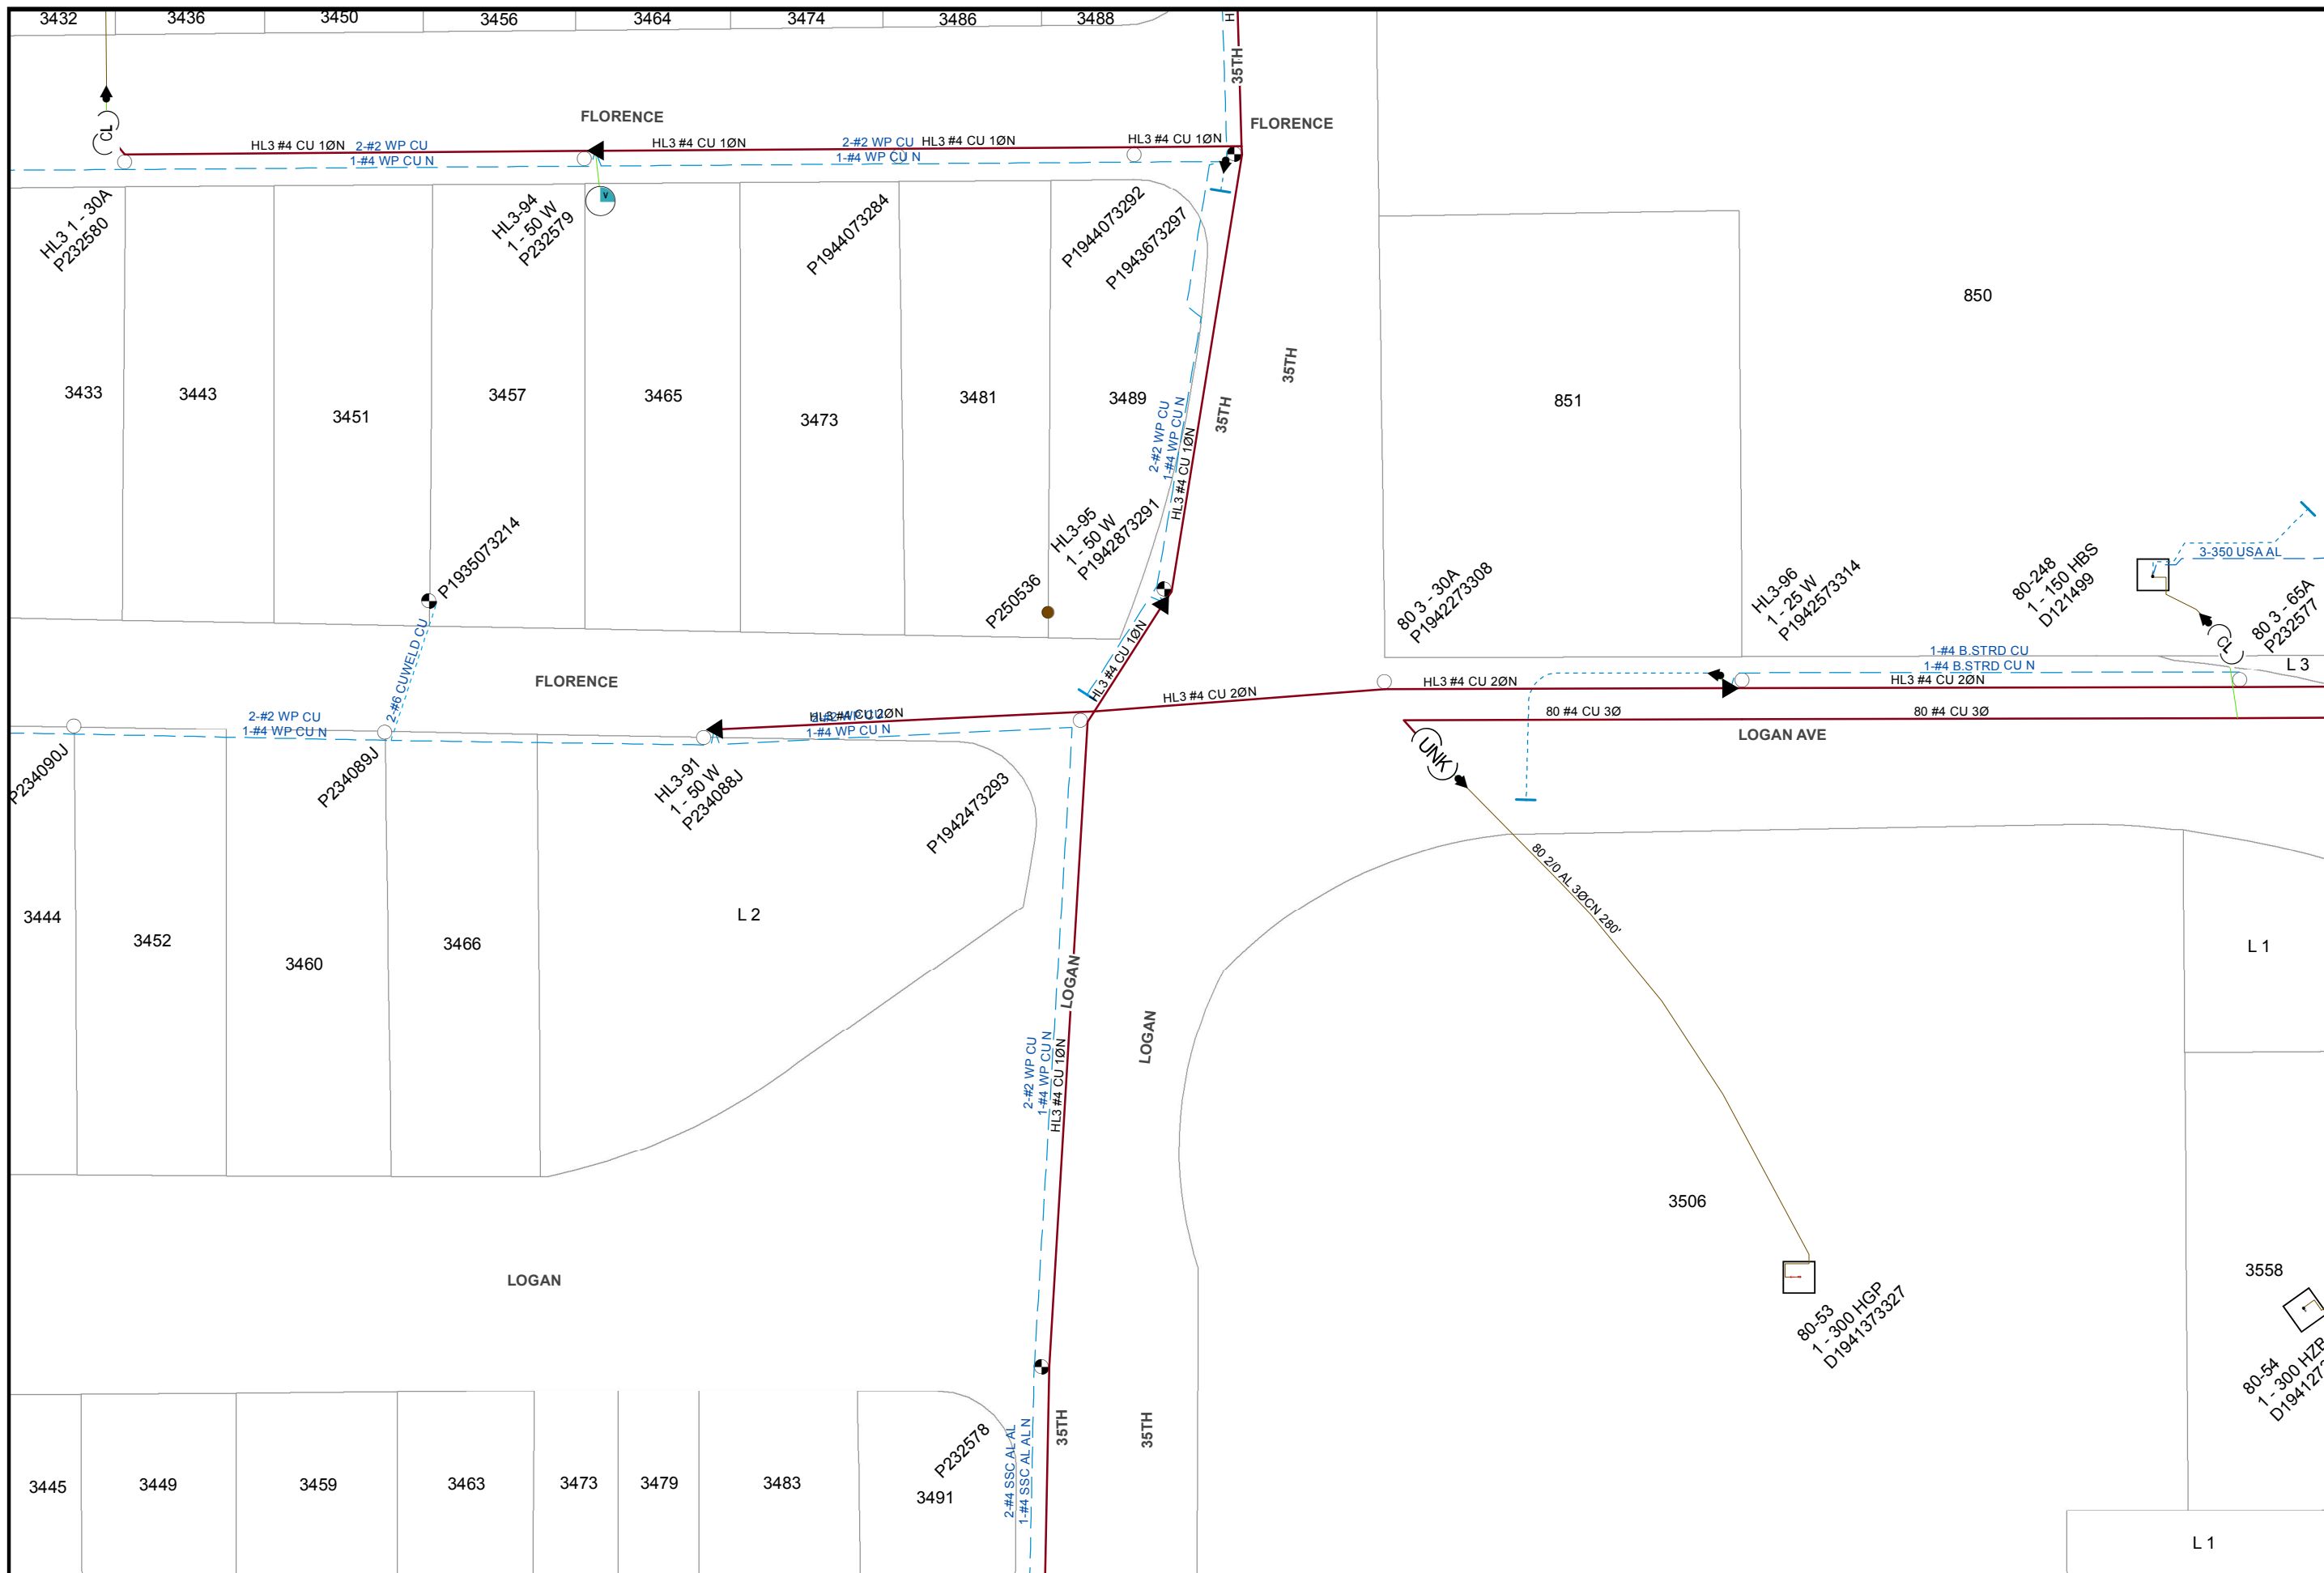 3432
3436
3450
3456
3464
3474
3486
3488
H
35TH
FLORENCE
FLORENCE
CL
HL3 #4 CU 1ØN
2-#2 WP CU
1-#4 WP CU N
HL3 #4 CU 1ØN
2-#2 WP CU
HL3 #4 CU 1ØN
1-#4 WP CU N
HL3 #4 CU 1ØN
HL3 1 - 30A
P232580
HL3-94
1 - 50 W
P232579
V
P1944073284
P1944073292
P1943673297
850
35TH
3433
3443
3451
3457
3465
3473
3481
3489
851
35TH
2-#2 WP CU
1-#4 WP CU N
HL3 #4 CU 1ØN
P1935073214
P250536
HL3-95
1 - 50 W
P1942873291
80 3 - 30A
P1942273308
HL3-96
1 - 25 W
P1942573314
80-248
1 - 150 HBS
D121499
3-350 USA AL
CL
80 3 - 65A
P232577
L 3
1-#4 B.STRD CU
1-#4 B.STRD CU N
2-#6 CUWELD CU
FLORENCE
HL3 #4 CU 1ØN
HL3 #4 CU 2ØN
HL3 #4 CU 2ØN
HL3 #4 CU 2ØN
2-#2 WP CU
1-#4 WP CU N
HL3 #4 CU 2ØN
2-#2 WP CU
1-#4 WP CU N
80 #4 CU 3Ø
80 #4 CU 3Ø
LOGAN AVE
UNK
P234090J
P234089J
HL3-91
1 - 50 W
P234088J
P1942473293
80 2/0 AL 3ØCN 280'
3444
3452
3460
3466
L 2
L 1
LOGAN
LOGAN
2-#2 WP CU
1-#4 WP CU N
HL3 #4 CU 1ØN
3506
LOGAN
3558
80-53
1 - 300 HGP
D1941373327
80-54
1 - 300 HZB
35TH
35TH
2-#4 SSC AL AL
1-#4 SSC AL AL N
P232578
3445
3449
3459
3463
3473
3479
3483
3491
L 1